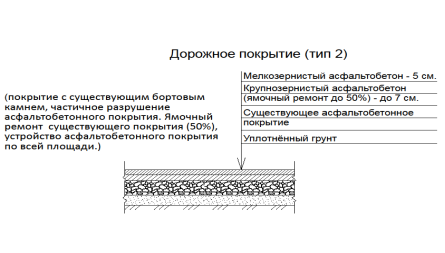 Дорожное покрытие (тип 2)
(покрытие с существующим бортовым
камнем, частичное разрушение
асфальтобетонного покрытия. Ямочный
ремонт существующего покрытия (50%),
устройство асфальтобетонного покрытия
по всей площади.)
Мелкозернистый асфальтобетон - 5 см.
Крупнозернистый асфальтобетон
(ямочный ремонт до 50%) - до 7 см.
Существующее асфальтобетонное
покрытие
Уплотнённый грунт